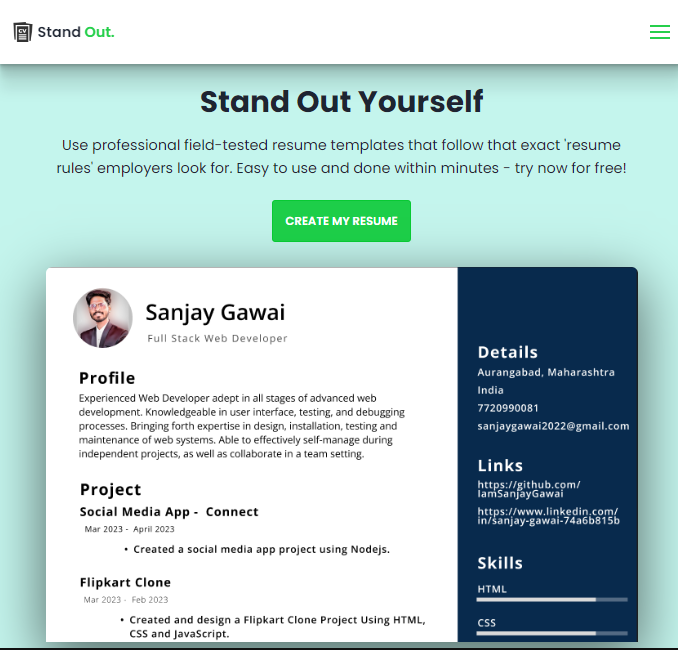 CV
Stand Out.
Stand Out Yourself
Use professional field-tested resume templates that follow that exact 'resume
rules' employers look for. Easy to use and done within minutes - try now for free!
CREATE MY RESUME
Sanjay Gawai
Full Stack Web Developer
Profile
Experienced Web Developer adept in all stages of advanced web
development. Knowledgeable in user interface, testing, and debugging
processes. Bringing forth expertise in design, installation, testing and
maintenance of web systems. Able to effectively self-manage during
independent projects, as well as collaborate in a team setting.
Project
Social Media App - Connect
Mar 2023 - April 2023
• Created a social media app project using Nodejs.
Flipkart Clone
Mar 2023 - Feb 2023
• Created and design a Flipkart Clone Project Using HTML,
CSS and JavaScript.
Details
Aurangabad, Maharashtra
India
7720990081
sanjaygawai2022@gmail.com
Links
https://github.com/
IamSanjayGawai
https://www.linkedin.com/
in/sanjay-gawai-74a6b815b
Skills
HTML
CSS